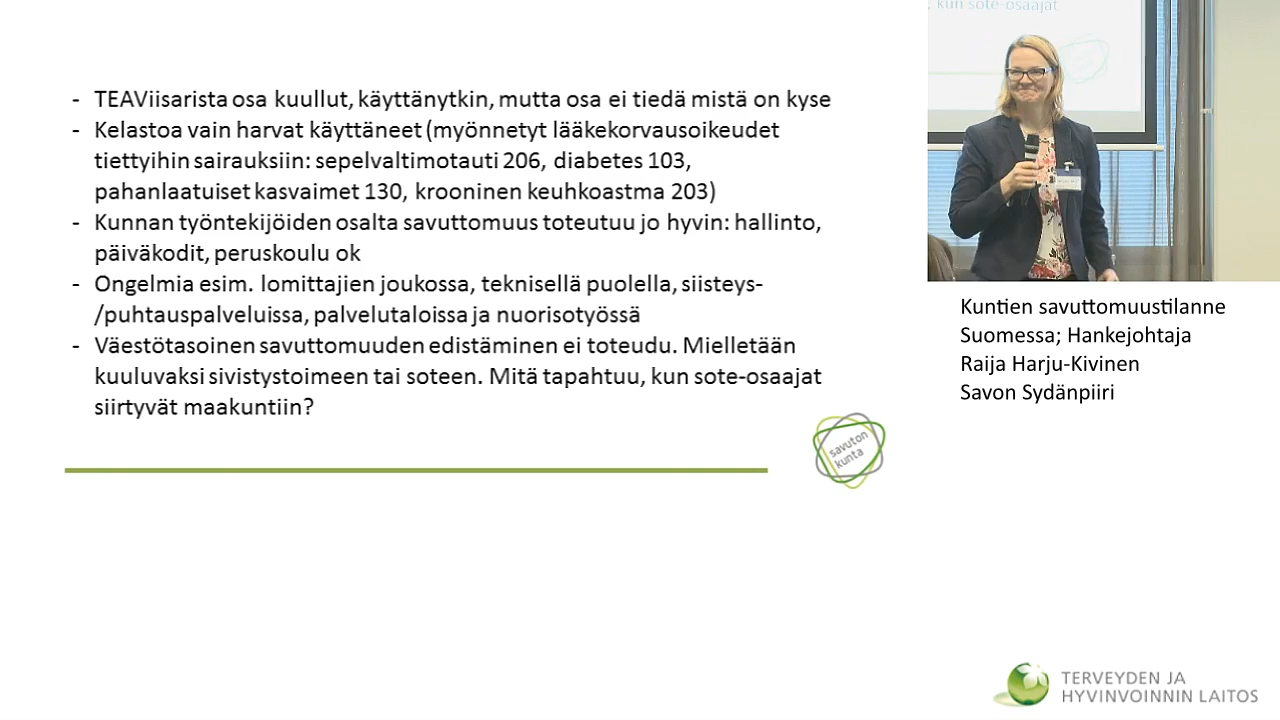 - TEAViisarista osa kuullut, käyttänytkin, mutta osa ei tiedä mistä on kyse
- Kelastoa vain harvat käyttäneet (myönnetyt lääkekorvausoikeudet
tiettyihin sairauksiin: sepelvaltimotauti 206, diabetes 103,
pahanlaatuiset kasvaimet 130, krooninen keuhkoastma 203)
- Kunnan työntekijöiden osalta savuttomuus toteutuu jo hyvin: hallinto,
päiväkodit, peruskoulu ok
- Ongelmia esim. lomittajien joukossa, teknisellä puolella, siisteys-
/puhtauspalveluissa, palvelutaloissa ja nuorisotyössä
- Väestötasoinen savuttomuuden edistäminen ei toteudu. Mielletään
kuuluvaksi sivistystoimeen tai soteen. Mitä tapahtuu, kun sote-osaajat
siirtyvät maakuntiin?
savuton
kunta
, kun sote-osaajat
Kuntien savuttomuustilanne
Suomessa; Hankejohtaja
Raija Harju-Kivinen
Savon Sydänpiiri
TERVEYDEN JA
HYVINVOINNIN LAITOS